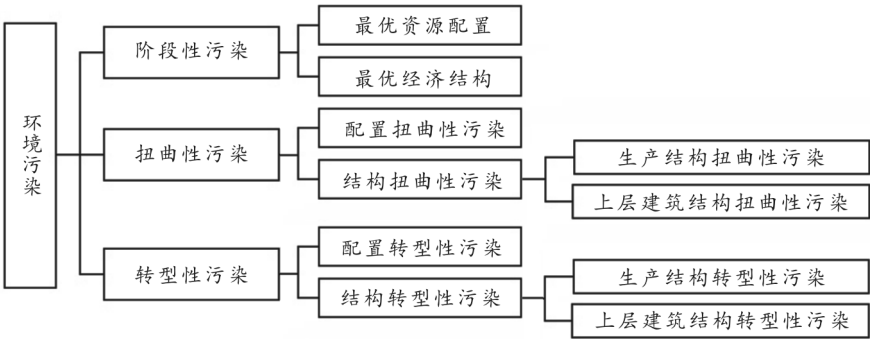 环境污染
阶段性污染
最优资源配置
最优经济结构
扭曲性污染
配置扭曲性污染
结构扭曲性污染
生产结构扭曲性污染
上层建筑结构扭曲性污染
转型性污染
配置转型性污染
结构转型性污染
生产结构转型性污染
上层建筑结构转型性污染